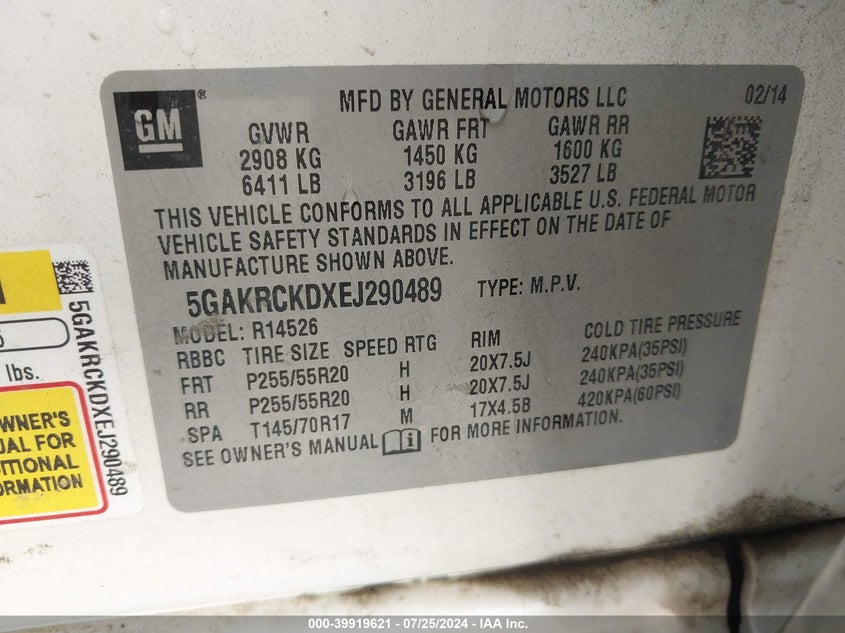 GM®
MFD BY GENERAL MOTORS LLC 02/14
GVWR GAWR FRT GAWR RR
2908 KG 1450 KG 1600 KG
6411 LB 3196 LB 3527 LB
THIS VEHICLE CONFORMS TO ALL APPLICABLE U.S. FEDERAL MOTOR
VEHICLE SAFETY STANDARDS IN EFFECT ON THE DATE OF
MANUFACTURE SHOWN ABOVE.
5GAKRCKDXEJ290489 TYPE: M.P.V.
MODEL: R14526
RBBC TIRE SIZE SPEED RTG RIM COLD TIRE PRESSURE
FRT P255/55R20 H 20X7.5J 240KPA(35PSI)
RR P255/55R20 H 20X7.5J 240KPA(35PSI)
SPA T145/70R17 M 17X4.5B 420KPA(60PSI)
SEE OWNER'S MANUAL FOR MORE INFORMATION.
lbs.
5GAKRCKDXEJ290489
WNER'S
UAL FOR
ITIONAL
ORMATION
000-39919621 - 07/25/2024 - IAA Inc.